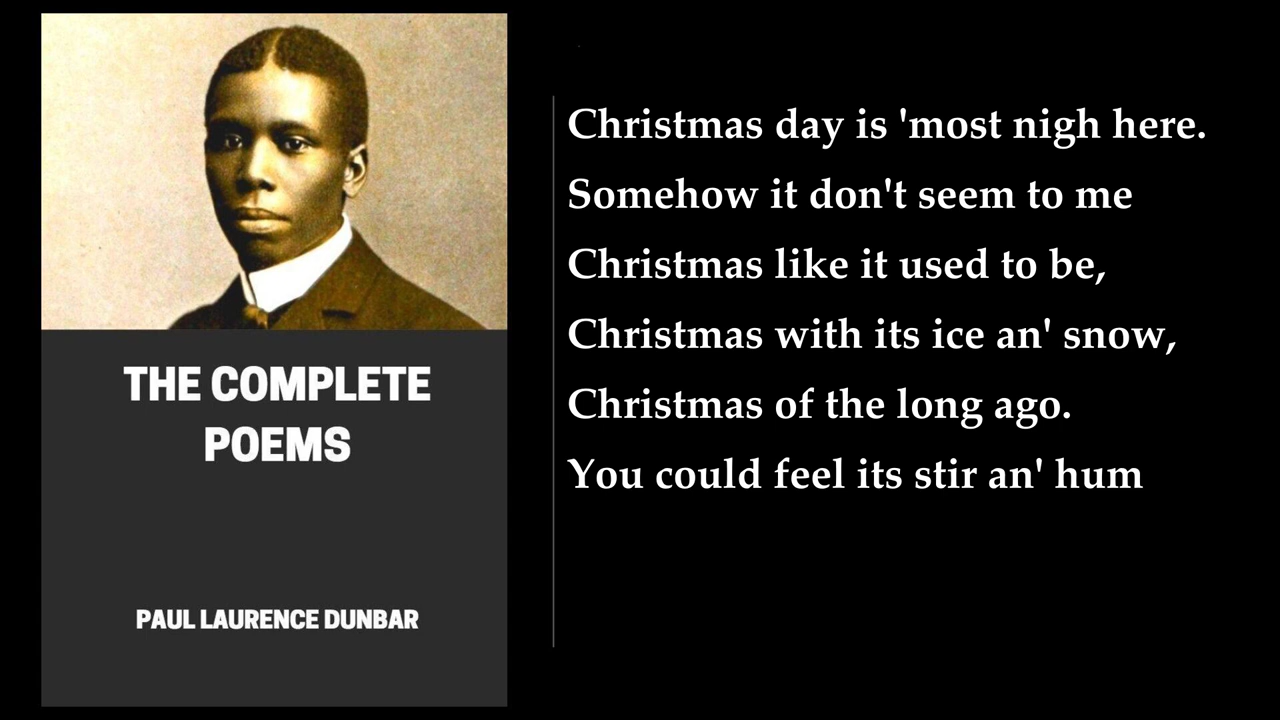 THE COMPLETE
POEMS
PAUL LAURENCE DUNBAR
Christmas day is 'most nigh here.
Somehow it don't seem to me
Christmas like it used to be,
Christmas with its ice an' snow,
Christmas of the long ago.
You could feel its stir an' hum